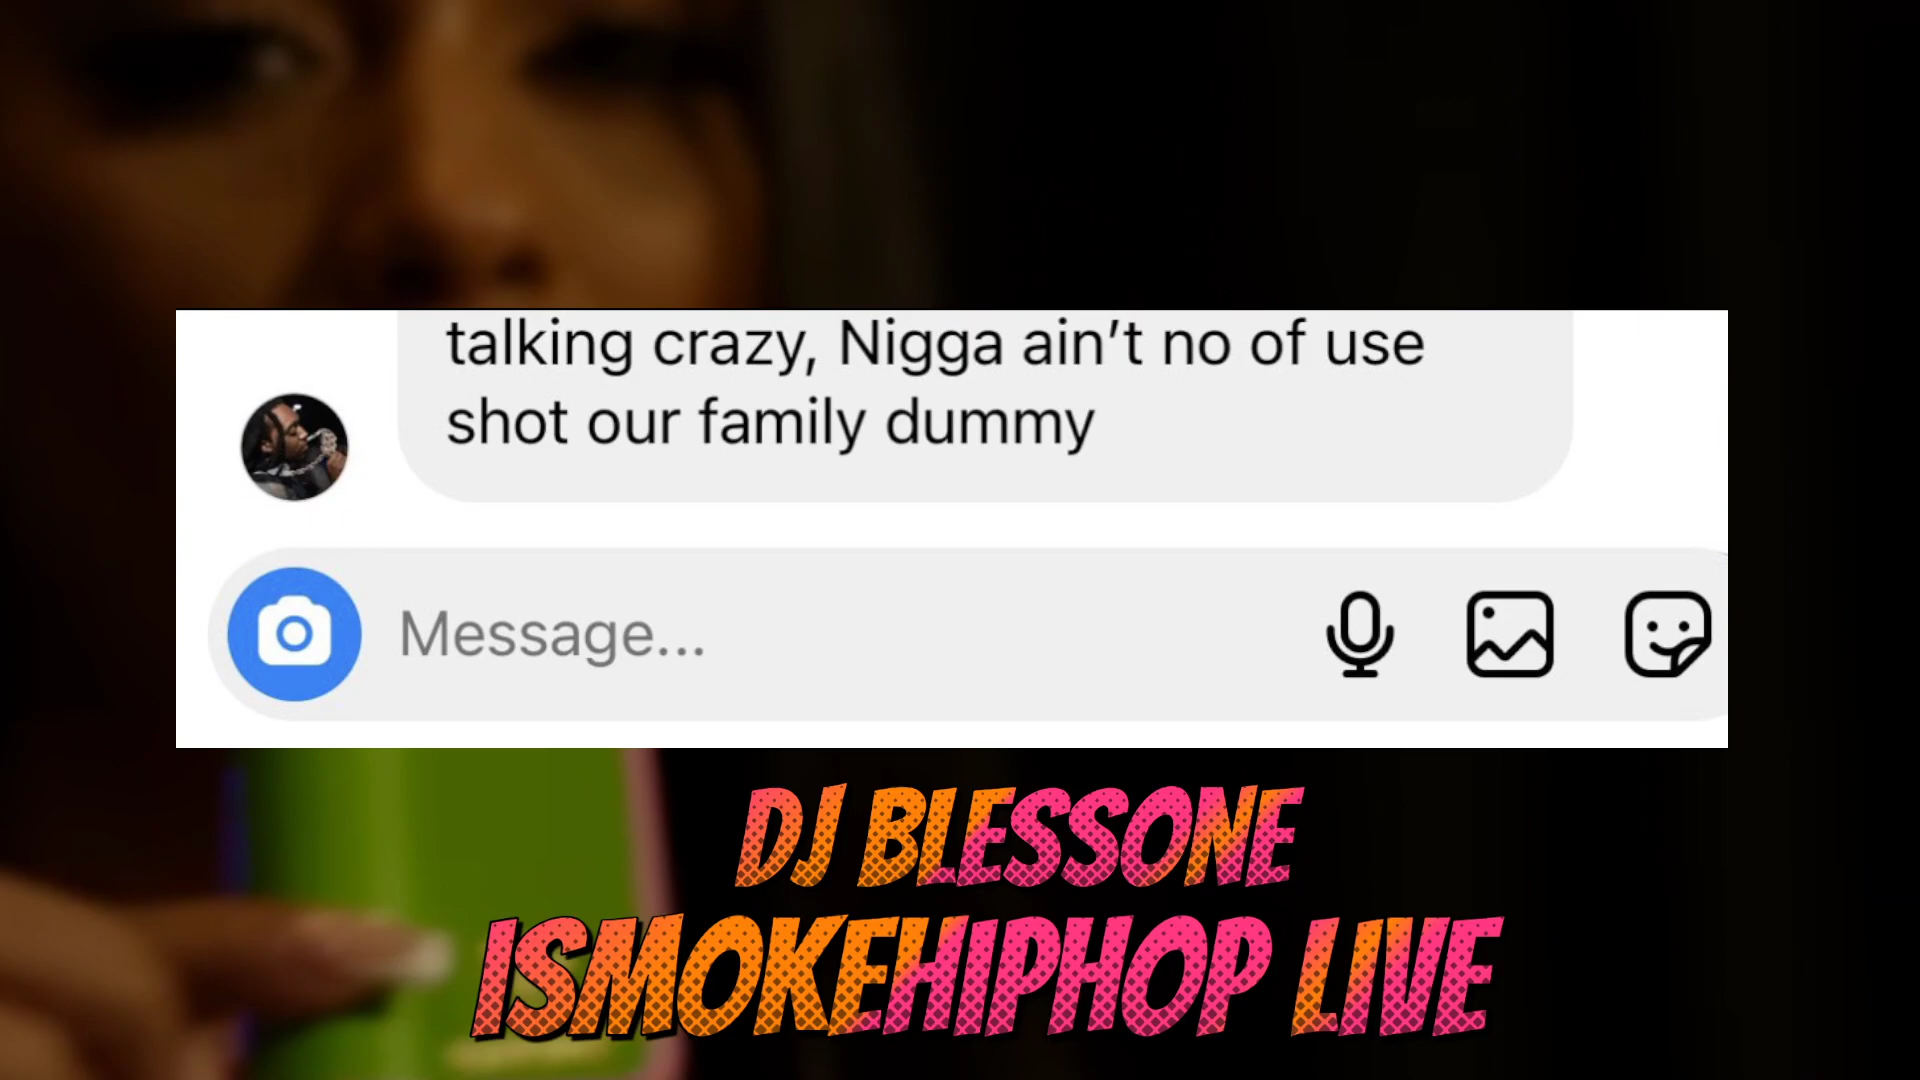 talking crazy, Nigga ain't no of use
shot our family dummy
Message...
DJ BLESSONE
ISMOKEHIPHOP LIVE